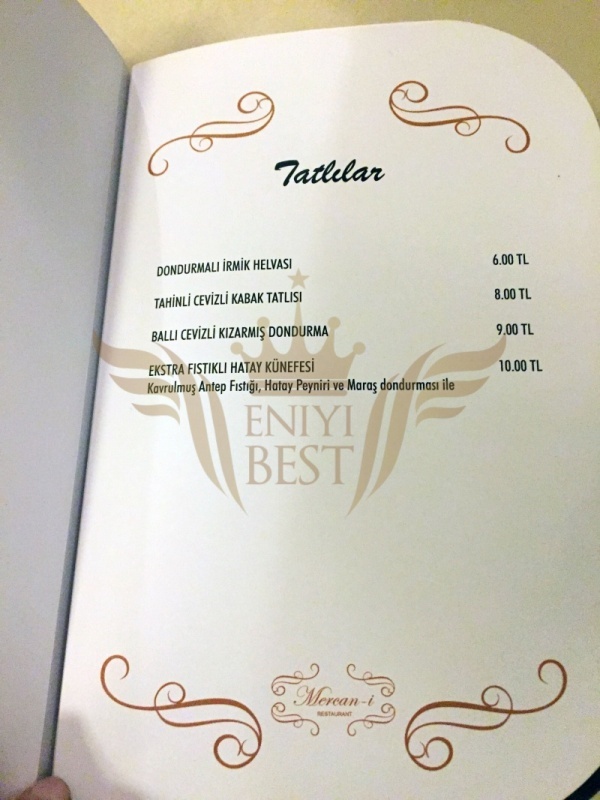 Tatlılar
DONDURMALI İRMİK HELVASI 6.00 TL
TAHİNLİ CEVİZLİ KABAK TATLISI 8.00 TL
BALLI CEVİZLİ KIZARMIŞ DONDURMA 9.00 TL
EKSTRA FISTIKLI HATAY KÜNEFESİ 10.00 TL
Kavrulmuş Antep Fıstığı, Hatay Peyniri ve Maraş dondurması ile
ENIYI
BEST
Mercan-i
RESTAURANT